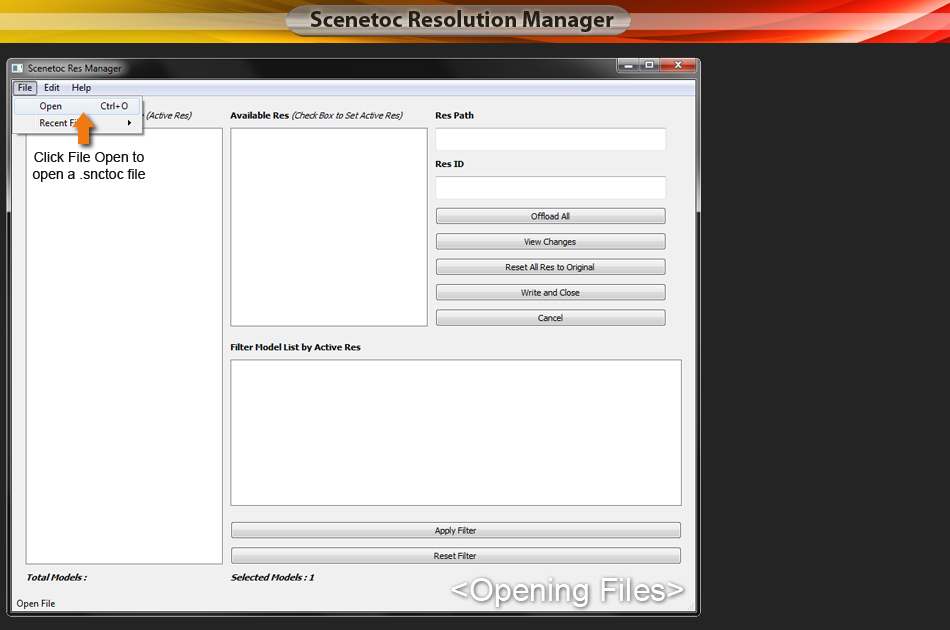 Scenetoc Resolution Manager
Scenetoc Res Manager
File Edit Help
Open Ctrl+O
Recent
(Active Res)
Click File Open to
open a .snctoc file
Available Res (Check Box to Set Active Res)
Res Path
Res ID
Offload All
View Changes
Reset All Res to Original
Write and Close
Cancel
Filter Model List by Active Res
Apply Filter
Reset Filter
Total Models :
Selected Models : 1
<Opening Files>
Open File